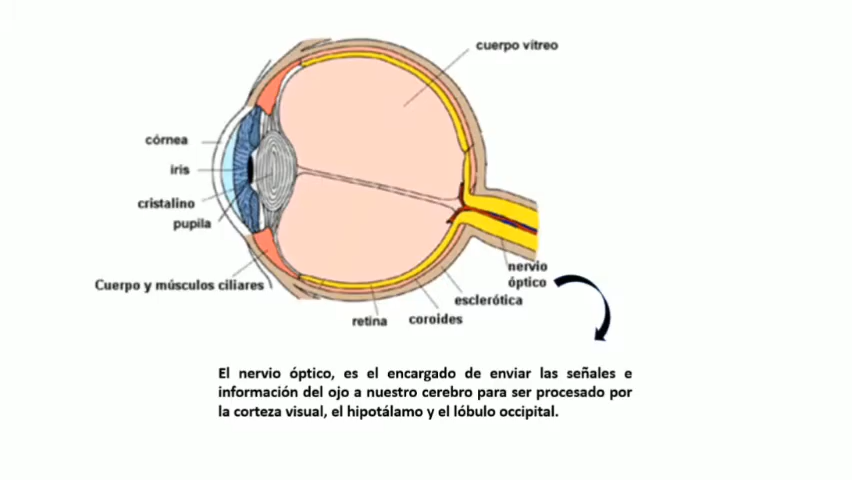 cuerpo vítreo
córnea
iris
cristalino
pupila
Cuerpo y músculos ciliares
nervio
óptico
esclerótica
retina
coroides
El nervio óptico, es el encargado de enviar las señales e
información del ojo a nuestro cerebro para ser procesado por
la corteza visual, el hipotálamo y el lóbulo occipital.